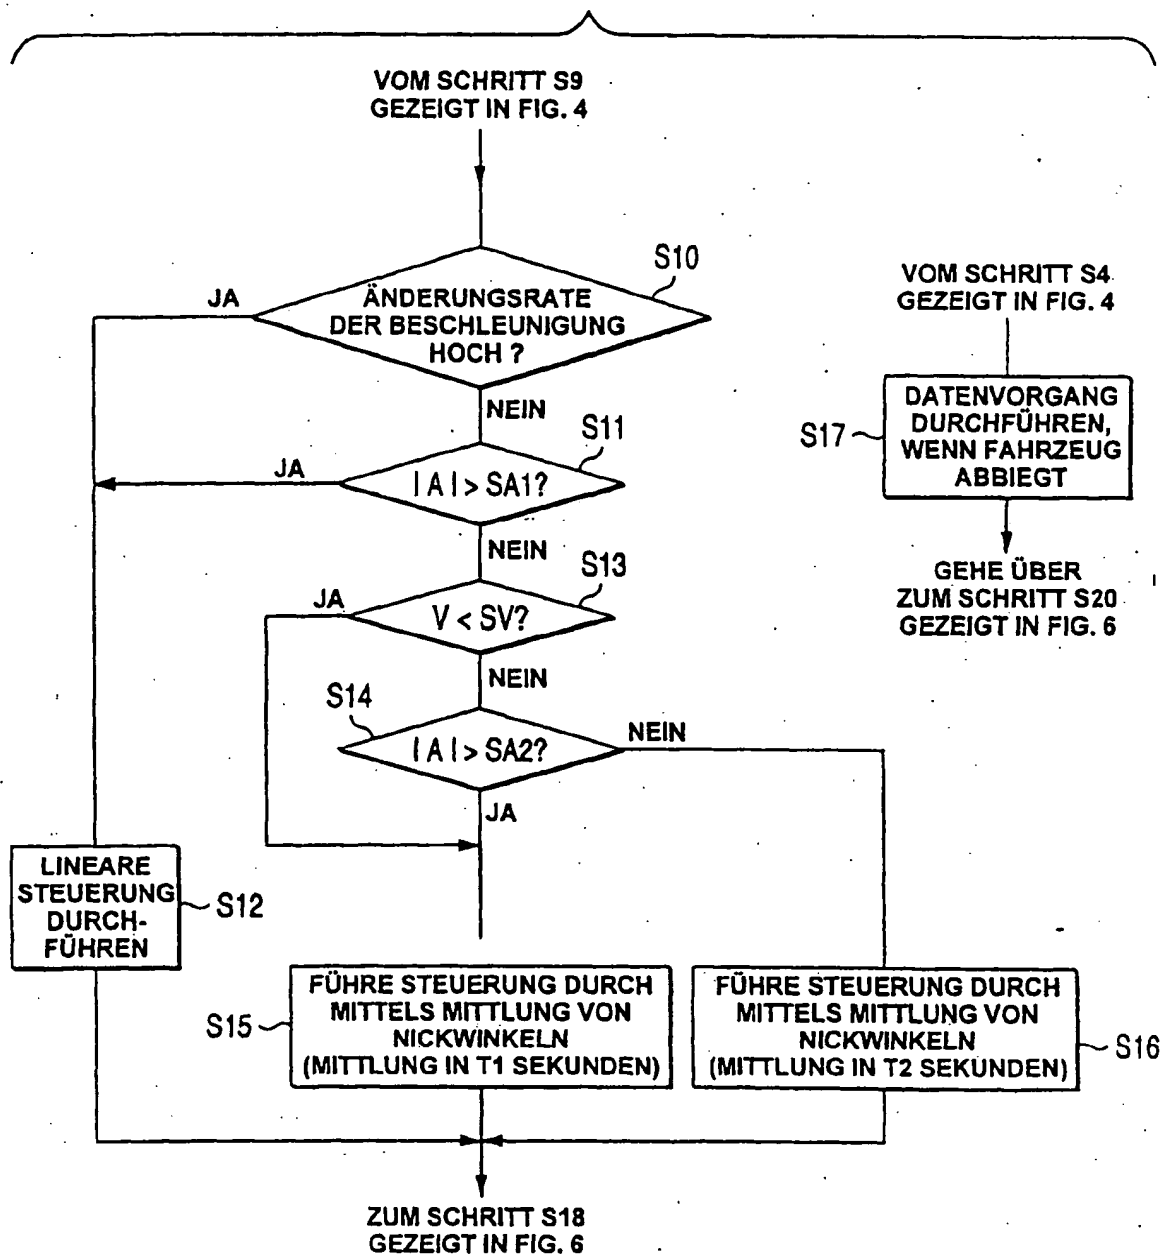 VOM SCHRITT S9
GEZEIGT IN FIG. 4
S10
JA
ÄNDERUNGSRATE
DER BESCHLEUNIGUNG
HOCH ?
NEIN
S11
JA
| A | > SA1?
NEIN
S13
JA
V < SV?
NEIN
S14
| A | > SA2?
NEIN
JA
LINEARE
STEUERUNG
DURCH-
FÜHREN
S12
FÜHRE STEUERUNG DURCH
MITTELS MITTLUNG VON
NICKWINKELN
(MITTLUNG IN T1 SEKUNDEN)
S15
FÜHRE STEUERUNG DURCH
MITTELS MITTLUNG VON
NICKWINKELN
(MITTLUNG IN T2 SEKUNDEN)
S16
ZUM SCHRITT S18
GEZEIGT IN FIG. 6
VOM SCHRITT S4
GEZEIGT IN FIG. 4
S17
DATENVORGANG
DURCHFÜHREN,
WENN FAHRZEUG
ABBIEGT
GEHE ÜBER
ZUM SCHRITT S20
GEZEIGT IN FIG. 6